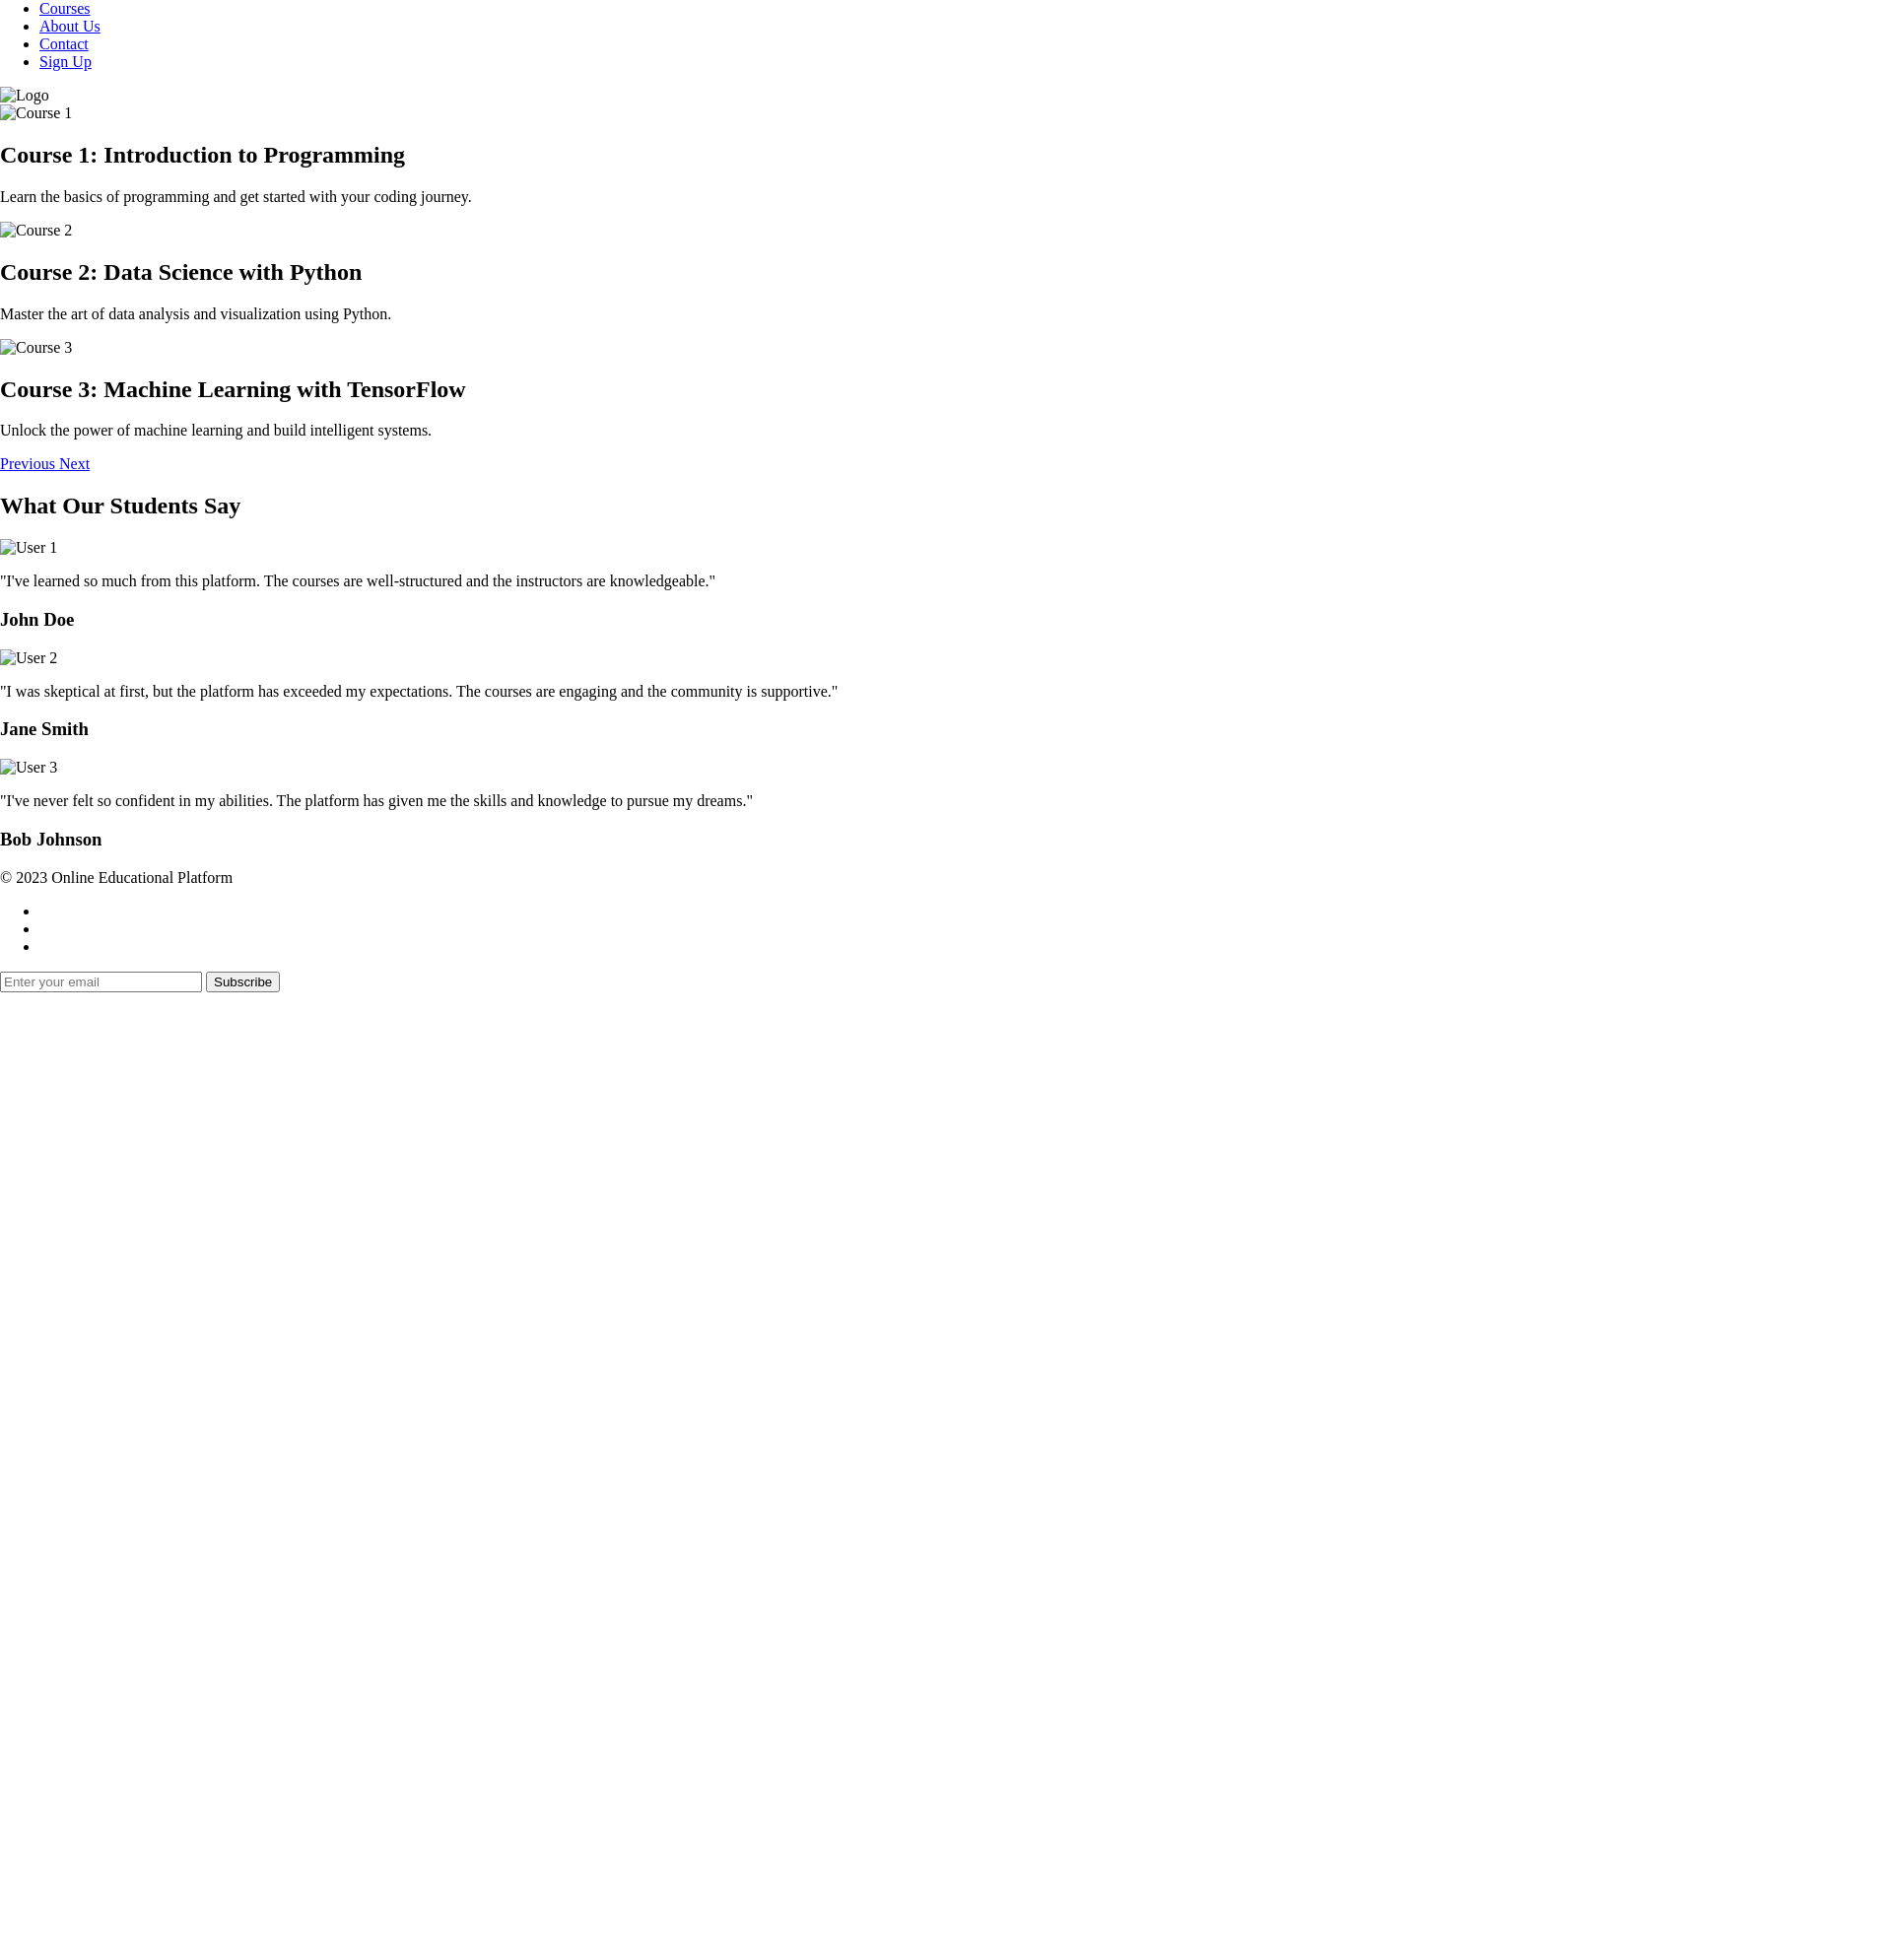 Courses
About Us
Contact
Sign Up
Logo
Course 1
Course 1: Introduction to Programming
Learn the basics of programming and get started with your coding journey.
Course 2
Course 2: Data Science with Python
Master the art of data analysis and visualization using Python.
Course 3
Course 3: Machine Learning with TensorFlow
Unlock the power of machine learning and build intelligent systems.
Previous Next
What Our Students Say
User 1
"I've learned so much from this platform. The courses are well-structured and the instructors are knowledgeable."
John Doe
User 2
"I was skeptical at first, but the platform has exceeded my expectations. The courses are engaging and the community is supportive."
Jane Smith
User 3
"I've never felt so confident in my abilities. The platform has given me the skills and knowledge to pursue my dreams."
Bob Johnson
© 2023 Online Educational Platform
Enter your email Subscribe